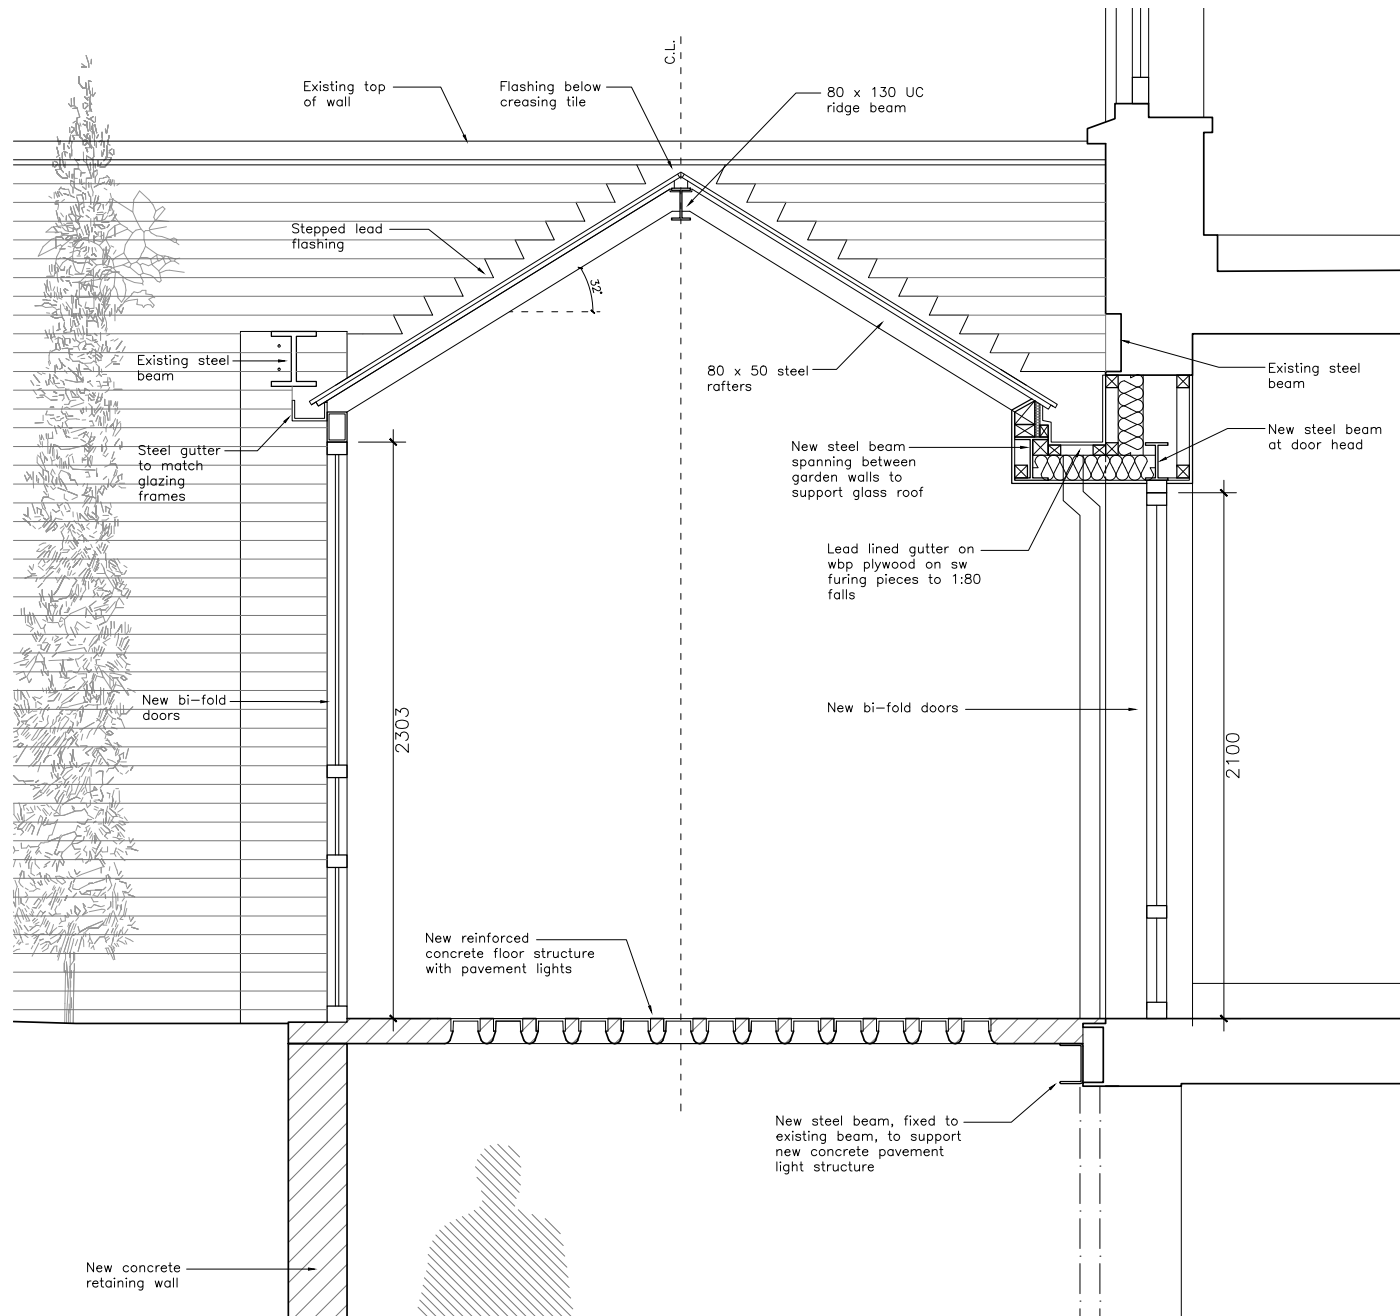 C.L.
Existing top
of wall
Flashing below
creasing tile
80 x 130 UC
ridge beam
Stepped lead
flashing
32°
Existing steel
beam
80 x 50 steel
rafters
Existing steel
beam
Steel gutter
to match
glazing
frames
New steel beam
spanning between
garden walls to
support glass roof
New steel beam
at door head
Lead lined gutter on
wbp plywood on sw
furing pieces to 1:80
falls
New bi-fold
doors
2303
New bi-fold doors
2100
New reinforced
concrete floor structure
with pavement lights
New steel beam, fixed to
existing beam, to support
new concrete pavement
light structure
New concrete
retaining wall